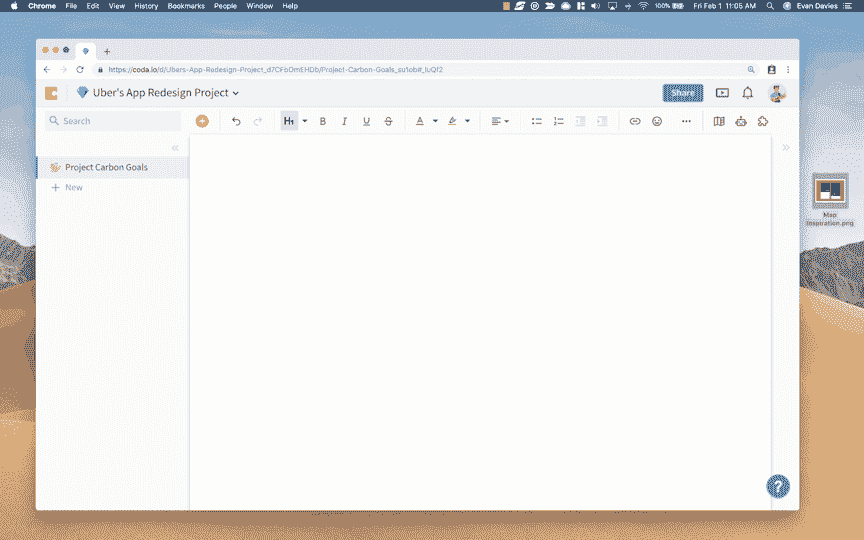 Chrome File Edit View History Bookmarks People Window Help 100% Fri Feb 1 11:05 AM Evan Davies
https://coda.io/d/Ubers-App-Redesign-Project_d7CFbOmEHDb/Project-Carbon-Goals_su1ob#_luQf2
Uber's App Redesign Project
Share
Search
H1 B I U S A
Project Carbon Goals
+ New
Map
Inspiration.png
?